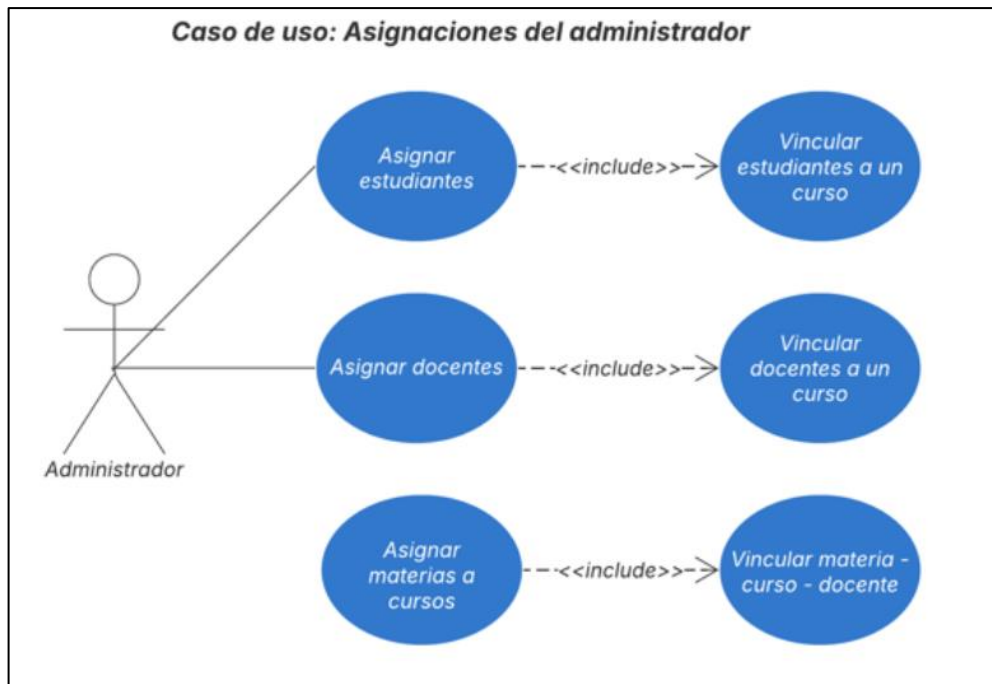 Caso de uso: Asignaciones del administrador
Asignar
estudiantes
<<include>>
Vincular
estudiantes a un
curso
Asignar docentes
<<include>>
Vincular
docentes a un
curso
Administrador
Asignar
materias a
cursos
<<include>>
Vincular materia -
curso - docente